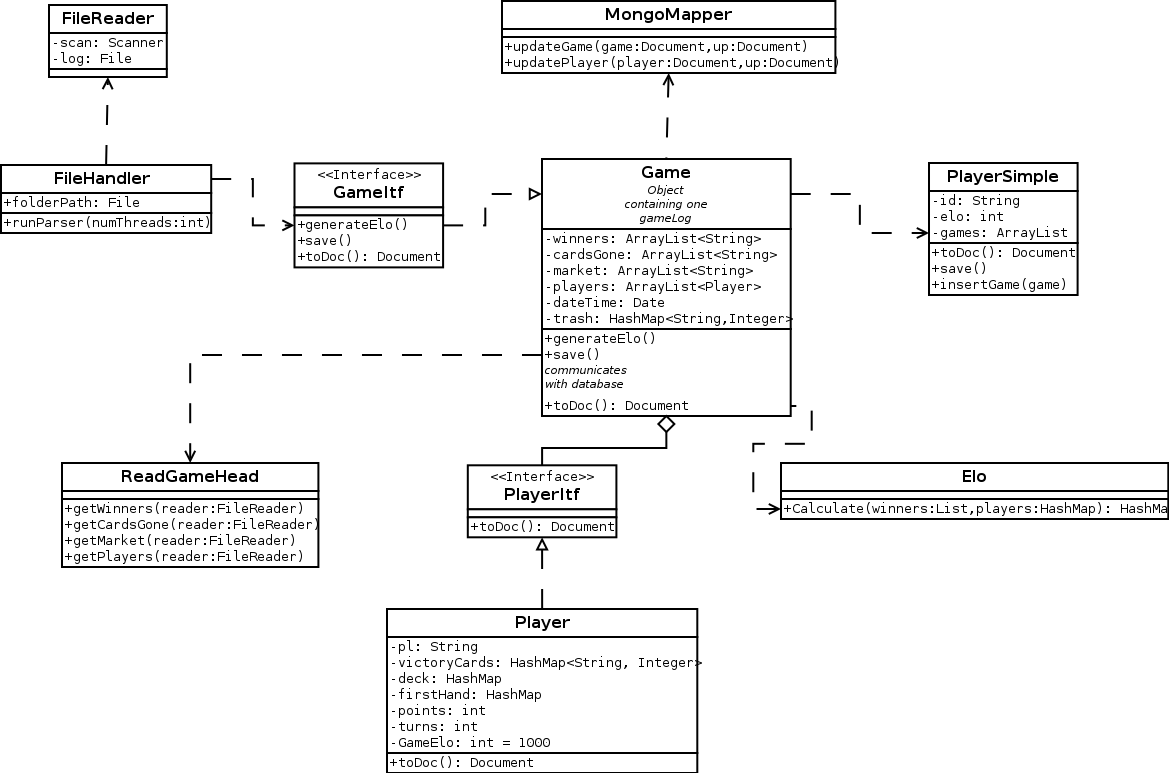 FileReader
-scan: Scanner
-log: File
MongoMapper
+updateGame(game:Document,up:Document)
+updatePlayer(player:Document,up:Document)
FileHandler
+folderPath: File
+runParser(numThreads:int)
<<Interface>>
GameItf
+generateElo()
+save()
+toDoc(): Document
Game
Object
containing one
gameLog
-winners: ArrayList<String>
-cardsGone: ArrayList<String>
-market: ArrayList<String>
-players: ArrayList<Player>
-dateTime: Date
-trash: HashMap<String,Integer>
+generateElo()
+save()
communicates
with database
+toDoc(): Document
PlayerSimple
-id: String
-elo: int
-games: ArrayList
+toDoc(): Document
+save()
+insertGame(game)
ReadGameHead
+getWinners(reader:FileReader)
+getCardsGone(reader:FileReader)
+getMarket(reader:FileReader)
+getPlayers(reader:FileReader)
<<Interface>>
PlayerItf
+toDoc(): Document
Elo
+Calculate(winners:List,players:HashMap): HashMa
Player
-pl: String
-victoryCards: HashMap<String, Integer>
-deck: HashMap
-firstHand: HashMap
-points: int
-turns: int
-GameElo: int = 1000
+toDoc(): Document